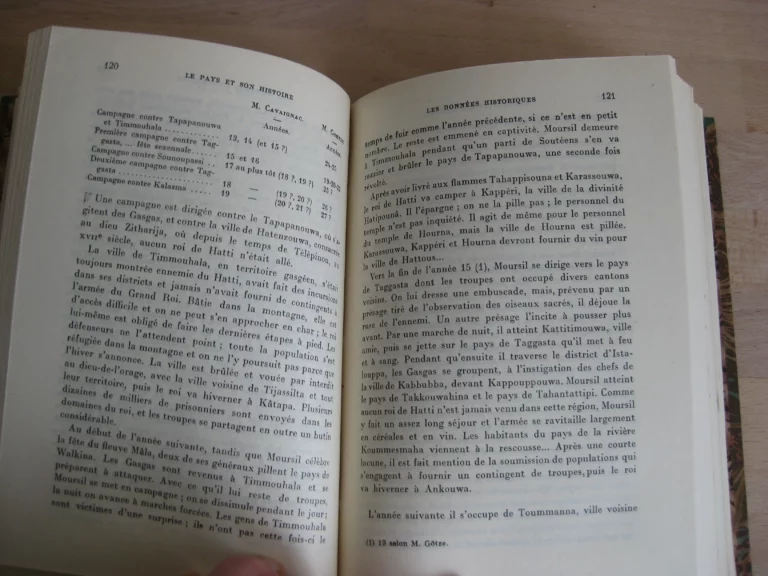 120
LE PAYS ET SON HISTOIRE
M. CAVAIGNAC.
—
Années.
Années
Campagne contre Tapapanouwa
et Timmouhala 13, 14 (et 15 ?)
Première campagne contre Tag-
gasta, ... fête saisonnale 15 et 16
Campagne contre Sounoupassi 17 au plus tôt (18 ?, 19 ?)
Deuxième campagne contre Tag-
gasta 18 — (19 ?, 20 ?)
Campagne contre Kalasma 19 — (20 ?, 21 ?)
Une campagne est dirigée contre le Tapapanouwa, où
gitent des Gasgas, et contre la ville de Hatenzouwa, consacrée
au dieu Zitharija, où depuis le temps de Télépinon, au
XVIIe siècle, aucun roi de Hatti n'était allé.
La ville de Timmouhala, en territoire gasgéen, s'était
toujours montrée ennemie du Hatti, avait fait des incursions
dans ses districts et jamais n'avait fourni de contingents à
l'armée du Grand Roi. Bâtie dans la montagne, elle est
d'accès difficile et on ne peut s'en approcher en char ; le roi
lui-même est obligé de faire les dernières étapes à pied. Les
défenseurs ne l'attendent point ; toute la population s'est
réfugiée dans la montagne et on ne l'y poursuit pas parce que
l'hiver s'annonce. La ville est brûlée et vouée par interdit
au dieu-de-l'orage, avec la ville voisine de Tijassilta et tout
leur territoire, puis le roi va hiverner à Kâtapa. Plusieurs
dizaines de milliers de prisonniers sont envoyés dans les
domaines du roi, et les troupes se partagent en outre un butin
considérable.
Au début de l'année suivante, tandis que Moursil célèbre
la fête du fleuve Mâla, deux de ses généraux pillent le pays de
Walkina. Les Gasgas sont revenus à Timmouhala et se
préparent à attaquer. Avec ce qu'il lui reste de troupes,
Moursil se met en campagne ; on se dissimule pendant le jour ;
la nuit on avance à marches forcées. Les gens de Timmouhala
sont victimes d'une surprise ; ils n'ont pas cette fois-ci le
LES DONNÉES HISTORIQUES
121
temps de fuir comme l'année précédente, si ce n'est en petit
nombre. Le reste est emmené en captivité. Moursil demeure
à Timmouhala pendant qu'un parti de Soutéens s'en va
razzier et brûler le pays de Tapapanouwa, une seconde fois
révolté.
Après avoir livré aux flammes Tahappisouna et Karassouwa,
le roi de Hatti va camper à Kappéri, la ville de la divinité
Hatipounâ. Il l'épargne ; on ne la pille pas ; le personnel du
temple n'est pas inquiété. Il agit de même pour le personnel
du temple de Hourna, mais la ville de Hourna est pillée.
Karassouwa, Kappéri et Hourna devront fournir du vin pour
la ville de Hattous...
Vers la fin de l'année 15 (1), Moursil se dirige vers le pays
de Taggasta dont les troupes ont occupé divers cantons
voisins. On lui dresse une embuscade, mais, prévenu par un
présage tiré de l'observation des oiseaux sacrés, il déjoue la
ruse de l'ennemi. Un autre présage l'incite à pousser plus
avant. Par une marche de nuit, il atteint Kattitimouwa, ville
amie, puis se jette sur le pays de Taggasta qu'il met à feu
et à sang. Pendant qu'ensuite il traverse le district d'Ista-
louppa, les Gasgas se groupent, à l'instigation des chefs de
la ville de Kabbubba, devant Kappouppouwa. Moursil atteint
le pays de Takkouwahina et le pays de Tahantattipi. Comme
aucun roi de Hatti n'est jamais venu dans cette région, Moursil
y fait un assez long séjour et l'armée se ravitaille largement
en céréales et en vin. Les habitants du pays de la rivière
Koummesmaha viennent à la rescousse... Après une courte
lacune, il est fait mention de la soumission de populations qui
s'engagent à fournir un contingent de troupes, puis le roi
va hiverner à Ankouwa.
L'année suivante il s'occupe de Toummanna, ville voisine
(1) 19 selon M. Götze.